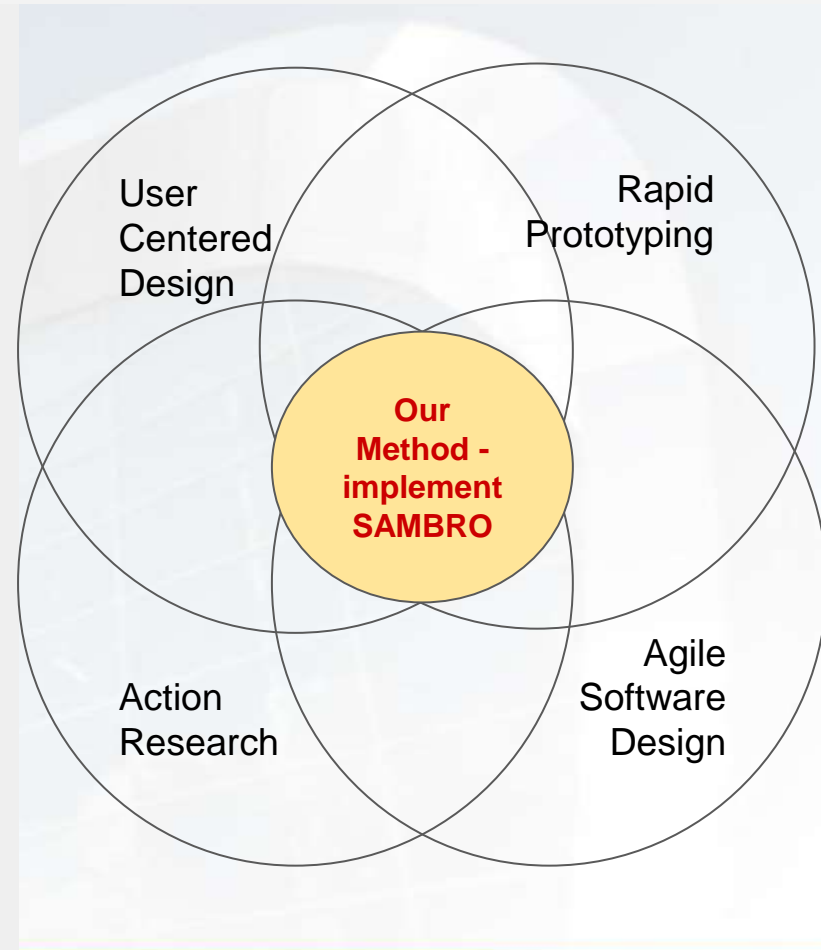 User
Centered
Design
Rapid
Prototyping
Our
Method -
implement
SAMBRO
Action
Research
Agile
Software
Design